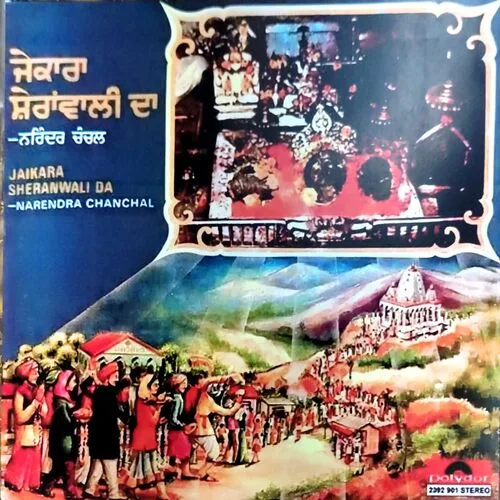 ਜੇਕਾਰਾ
ਸ਼ੇਰਾਂਵਾਲੀ ਦਾ
–ਨਰਿੰਦਰ ਚੰਚਲ
JAIKARA
SHERANWALI DA
–NARENDRA CHANCHAL
polydor
2392 901 STEREO